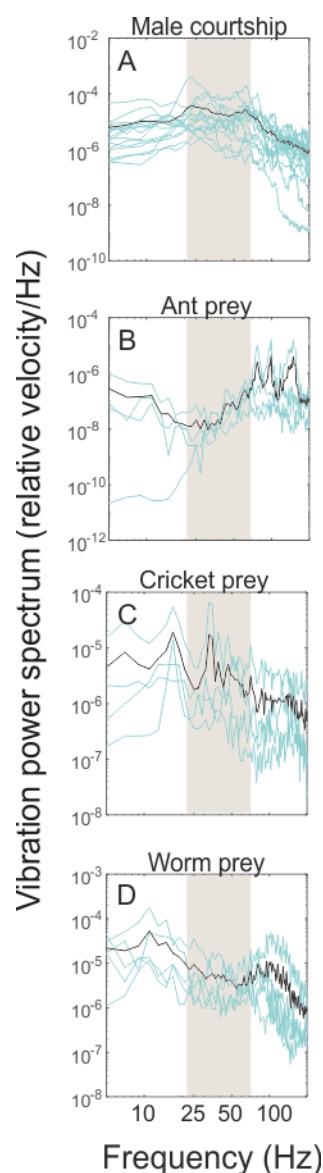 Male courtship
A
10-2
10-4
10-6
10-8
10-10
Ant prey
B
10-4
10-6
10-8
10-10
10-12
Cricket prey
C
10-4
10-5
10-6
10-7
10-8
Worm prey
D
10-3
10-4
10-5
10-6
10-7
10-8
10 25 50 100
Frequency (Hz)
Vibration power spectrum (relative velocity/Hz)